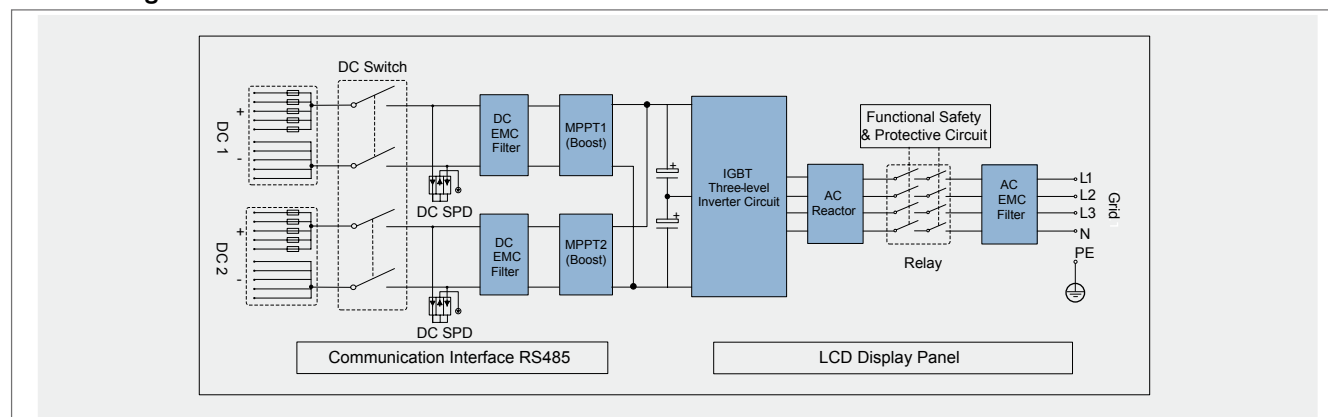 DC Switch
+
DC 1
-
DC
EMC
Filter
MPPT1
(Boost)
DC SPD
+
DC 2
-
DC
EMC
Filter
MPPT2
(Boost)
DC SPD
+
+
IGBT
Three-level
Inverter Circuit
AC
Reactor
Functional Safety
& Protective Circuit
Relay
AC
EMC
Filter
L1
L2
L3
N
Grid
PE
Communication Interface RS485
LCD Display Panel